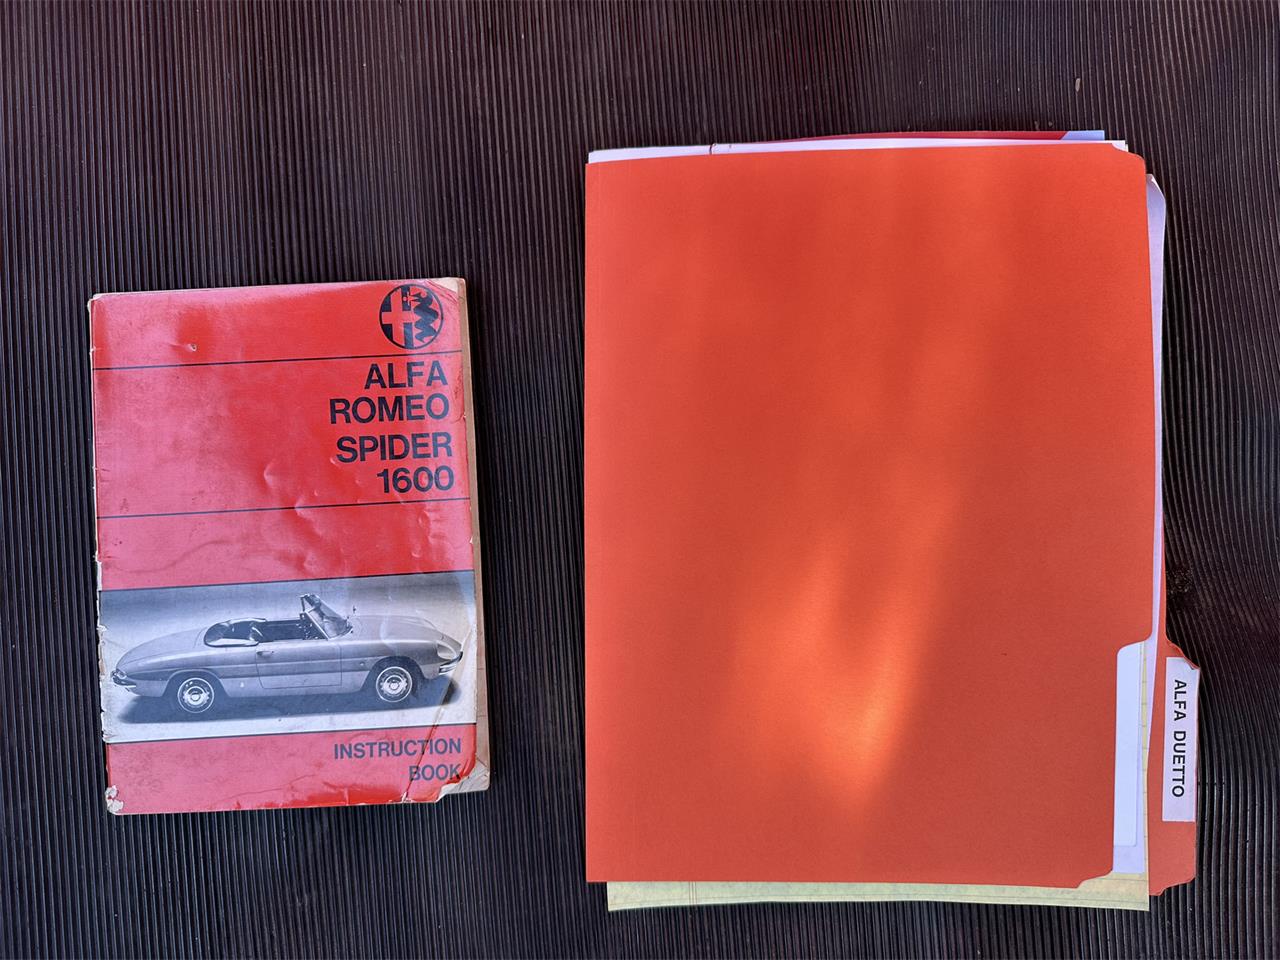 ALFA
ROMEO
SPIDER
1600
INSTRUCTION
BOOK
ALFA DUETTO